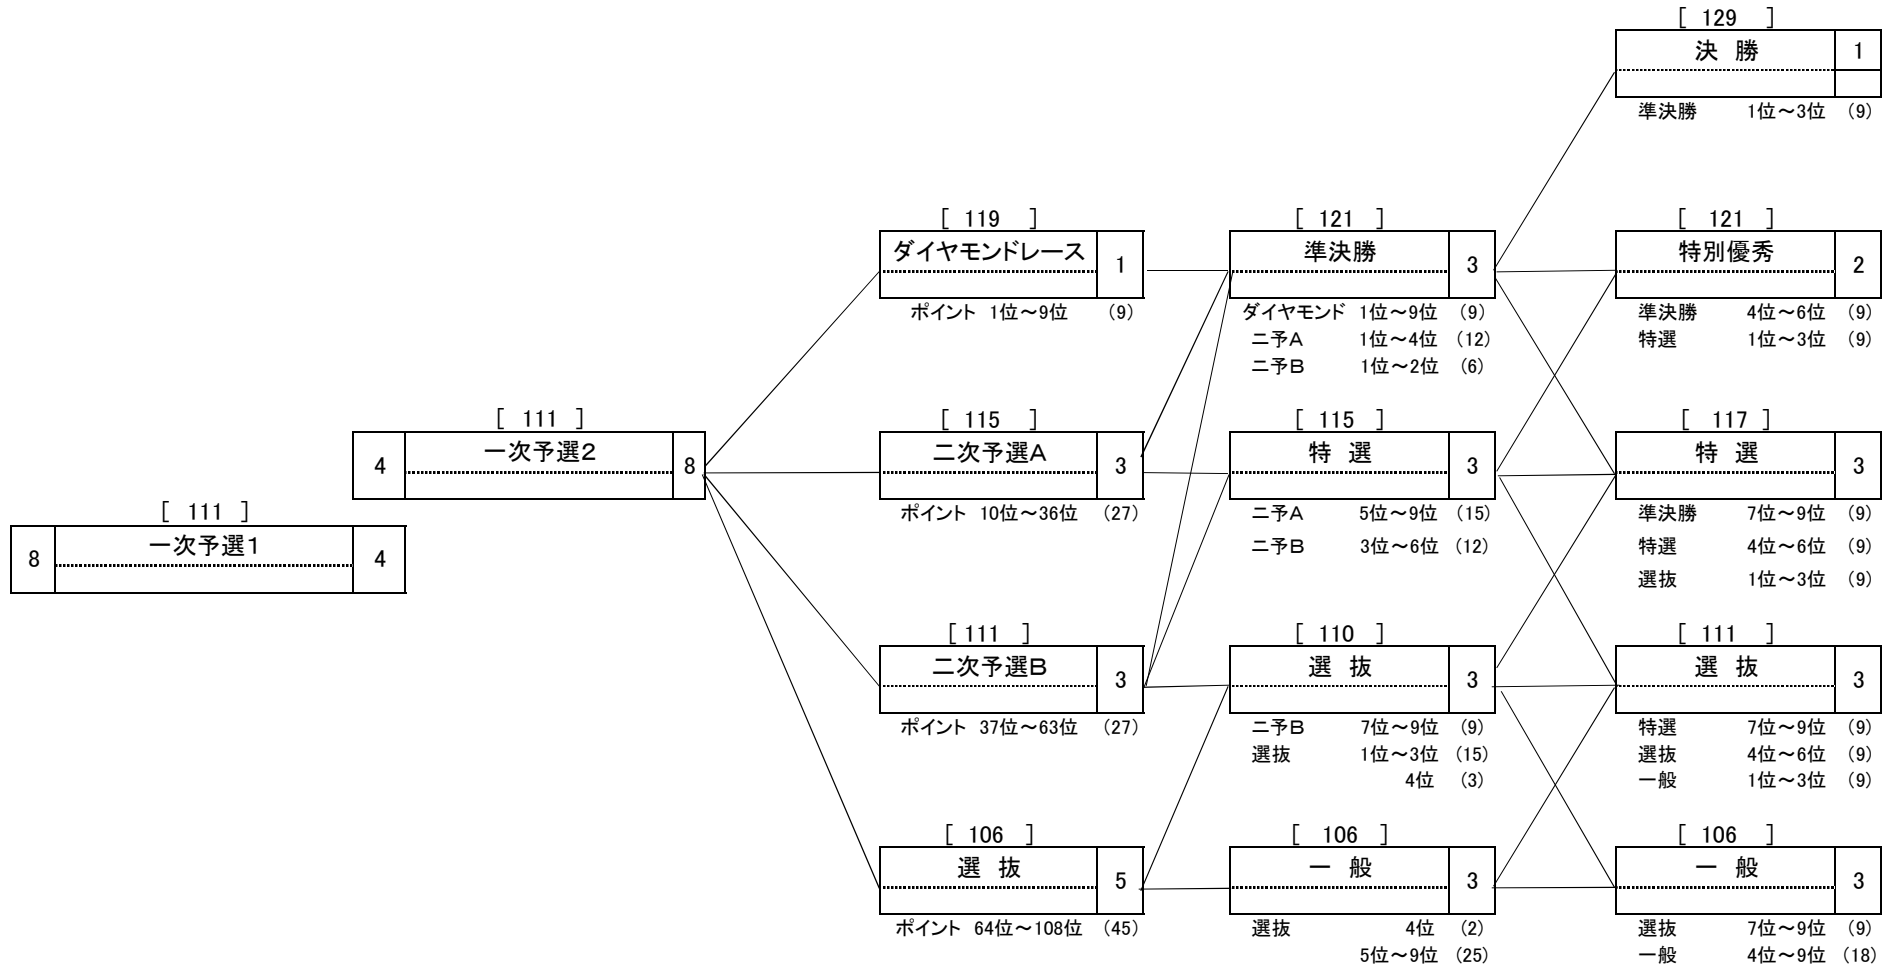 [ 111 ]
8 一次予選1 4
[ 111 ]
4 一次予選2 8
[ 119 ]
ダイヤモンドレース 1
ポイント 1位～9位 (9)
[ 115 ]
二次予選A 3
ポイント 10位～36位 (27)
[ 111 ]
二次予選B 3
ポイント 37位～63位 (27)
[ 106 ]
選 抜 5
ポイント 64位～108位 (45)
[ 121 ]
準決勝 3
ダイヤモンド 1位～9位 (9)
二予A 1位～4位 (12)
二予B 1位～2位 (6)
[ 115 ]
特 選 3
二予A 5位～9位 (15)
二予B 3位～6位 (12)
[ 110 ]
選 抜 3
二予B 7位～9位 (9)
選抜 1位～3位 (15)
4位 (3)
[ 106 ]
一 般 3
選抜 4位 (2)
5位～9位 (25)
[ 129 ]
決 勝 1
準決勝 1位～3位 (9)
[ 121 ]
特別優秀 2
準決勝 4位～6位 (9)
特選 1位～3位 (9)
[ 117 ]
特 選 3
準決勝 7位～9位 (9)
特選 4位～6位 (9)
選抜 1位～3位 (9)
[ 111 ]
選 抜 3
特選 7位～9位 (9)
選抜 4位～6位 (9)
一般 1位～3位 (9)
[ 106 ]
一 般 3
選抜 7位～9位 (9)
一般 4位～9位 (18)